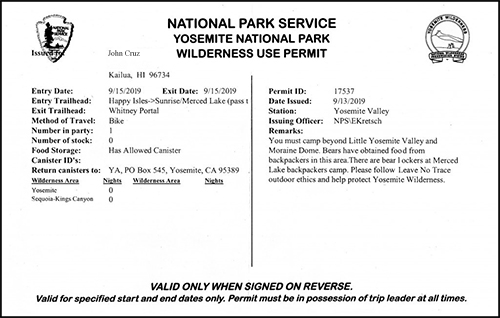 NATIONAL PARK SERVICE
YOSEMITE NATIONAL PARK
WILDERNESS USE PERMIT
YOSEMITE WILDERNESS
Issued To: John Cruz
Kailua, HI 96734
Entry Date: 9/15/2019 Exit Date: 9/15/2019
Entry Trailhead: Happy Isles->Sunrise/Merced Lake (pass t
Exit Trailhead: Whitney Portal
Method of Travel: Bike
Number in party: 1
Number of stock: 0
Food Storage: Has Allowed Canister
Canister ID's:
Return canisters to: YA, PO Box 545, Yosemite, CA 95389
Wilderness Area Nights Wilderness Area Nights
Yosemite 0
Sequoia-Kings Canyon 0
Permit ID: 17537
Date Issued: 9/13/2019
Station: Yosemite Valley
Issuing Officer: NPS\EKretsch
Remarks:
You must camp beyond Little Yosemite Valley and
Moraine Dome. Bears have obtained food from
backpackers in this area.There are bear lockers at Merced
Lake backpackers camp. Please follow Leave No Trace
outdoor ethics and help protect Yosemite Wilderness.
VALID ONLY WHEN SIGNED ON REVERSE.
Valid for specified start and end dates only. Permit must be in possession of trip leader at all times.